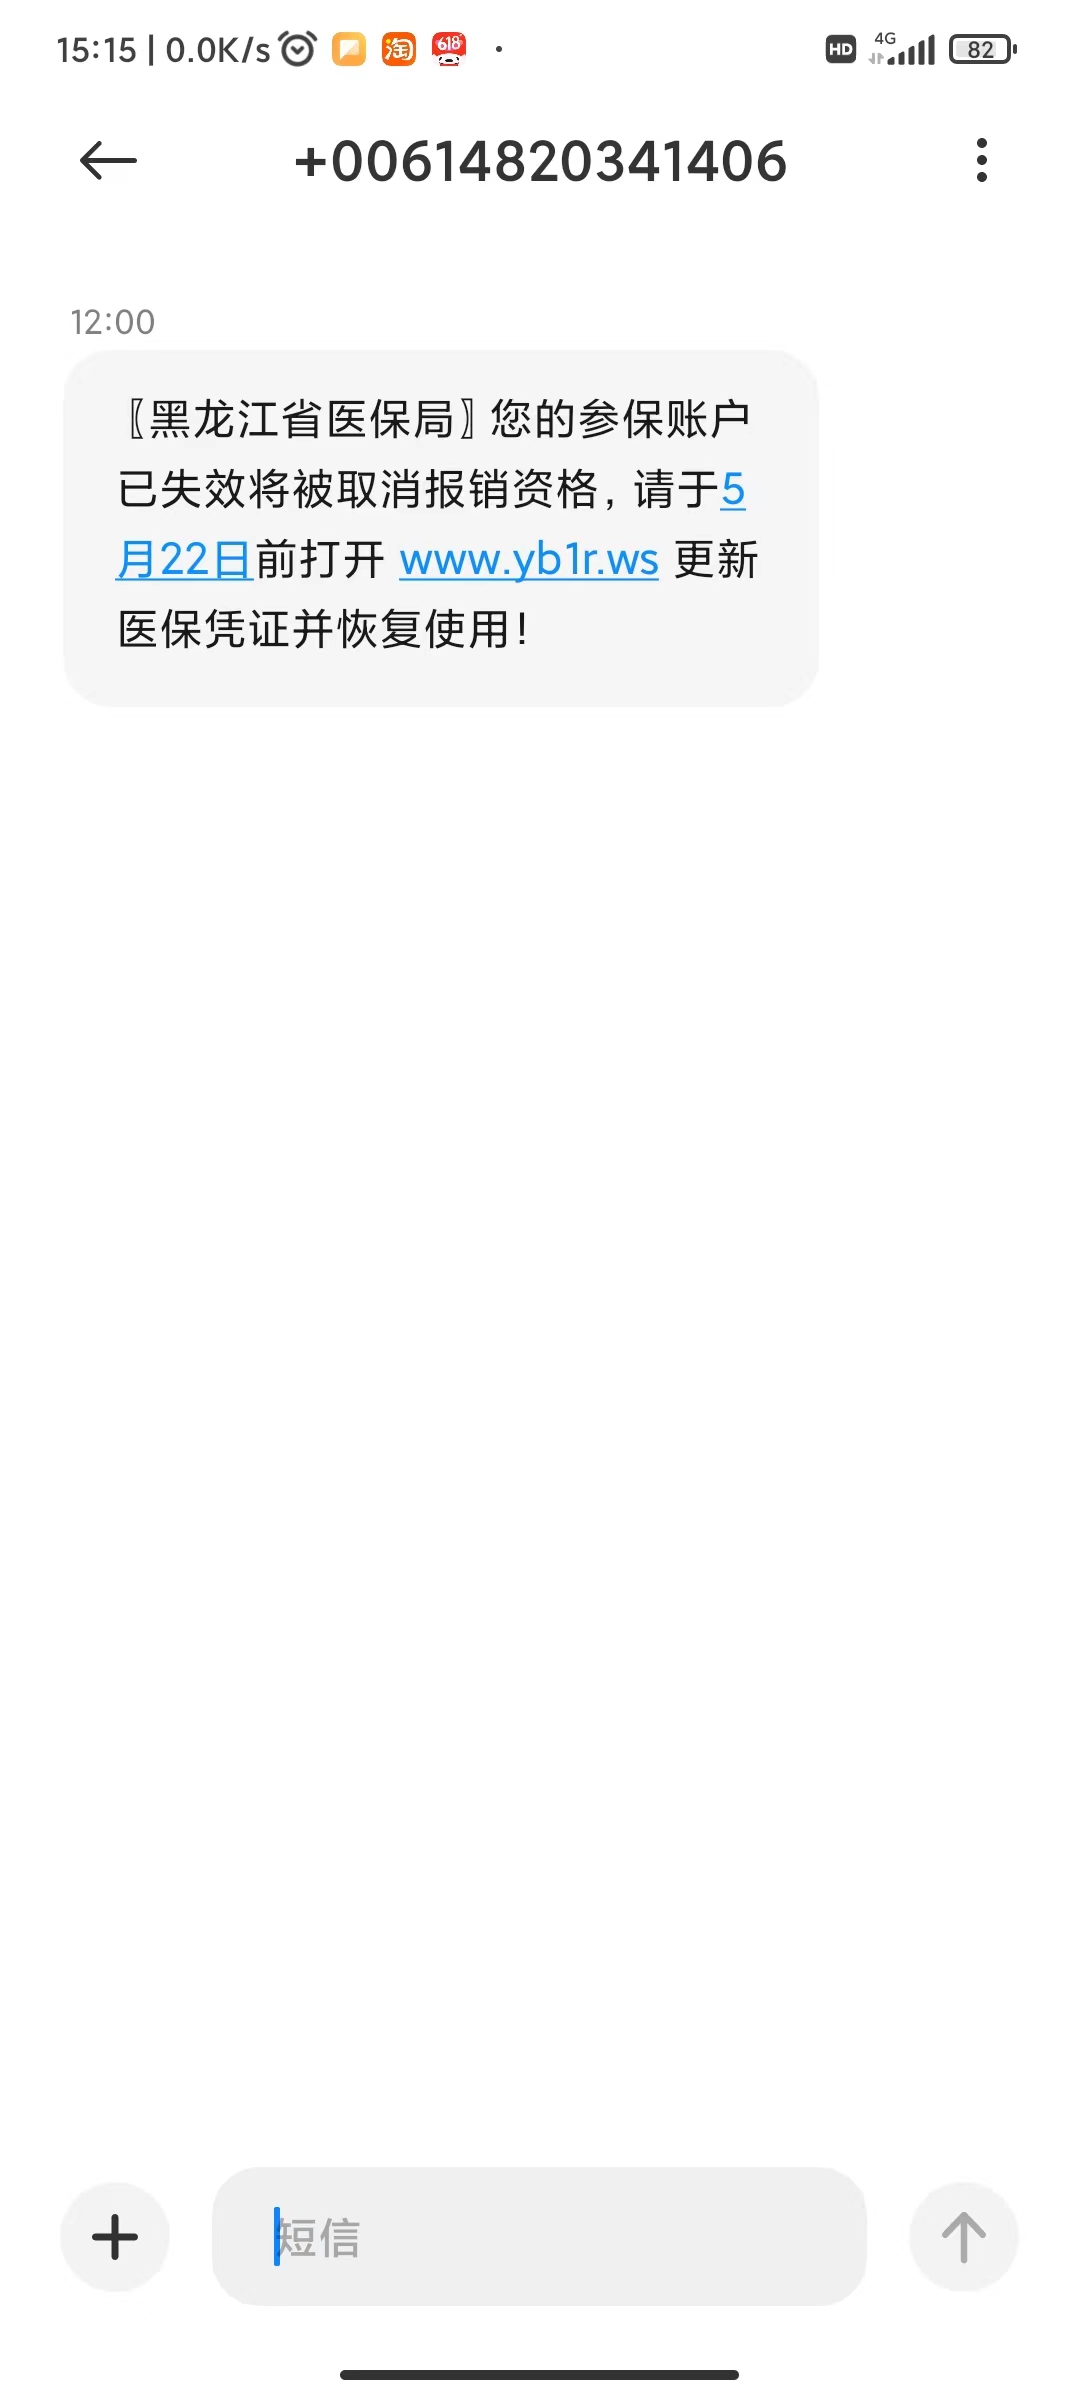 15:15 | 0.0K/s 淘 618 HD 4G 82
+00614820341406
12:00
〖黑龙江省医保局〗您的参保账户
已失效将被取消报销资格，请于5
月22日前打开 www.yb1r.ws 更新
医保凭证并恢复使用！
短信